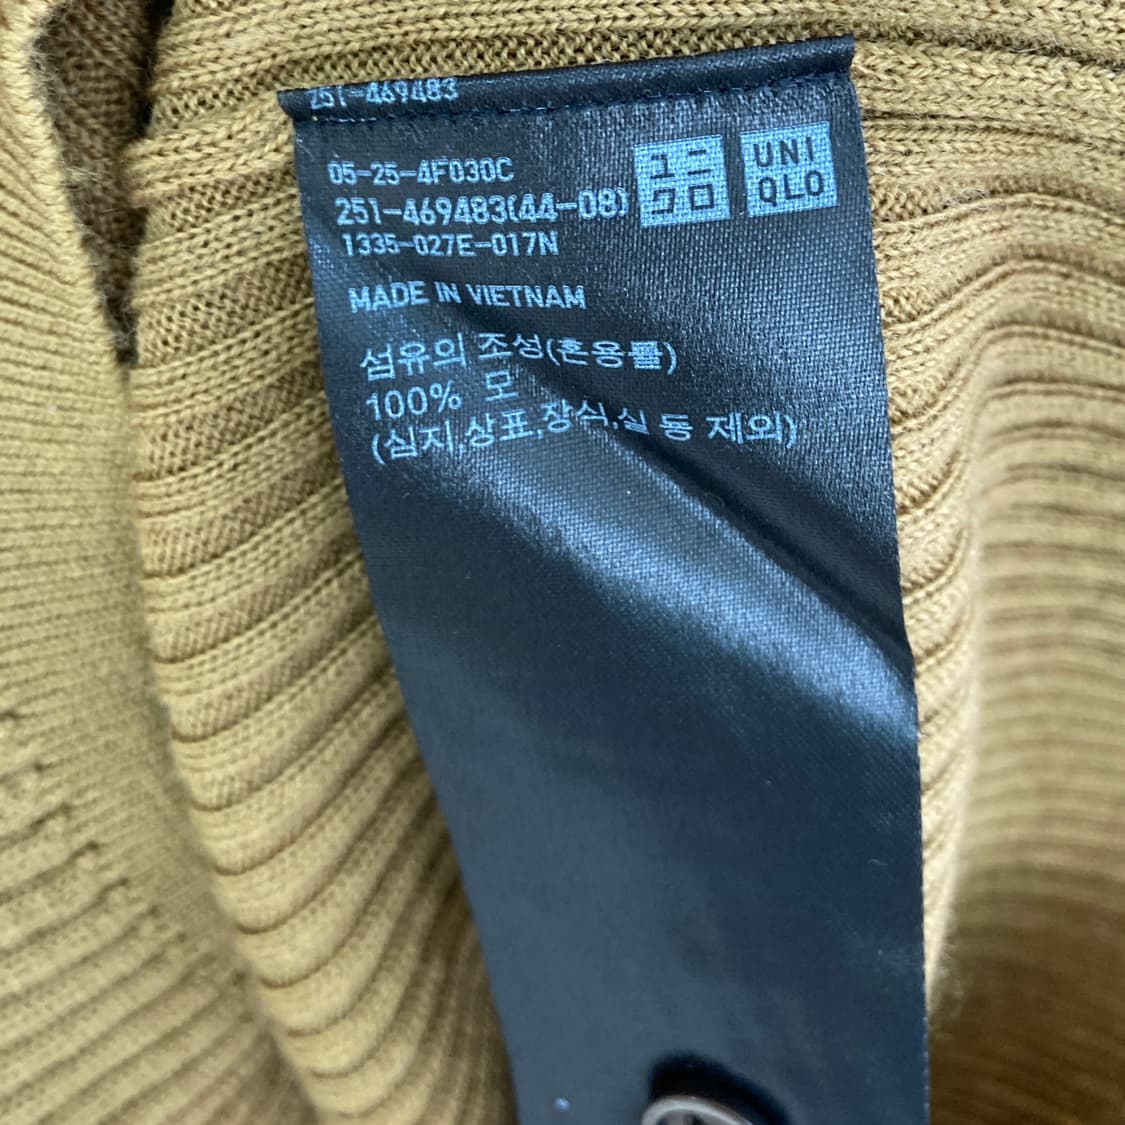 251-469483
05-25-4F030C
251-469483(44-08)
1335-027E-017N
ユニ
クロ
UNI
QLO
MADE IN VIETNAM
섬유의 조성(혼용률)
100% 모
(심지,상표,장식,실 등 제외)